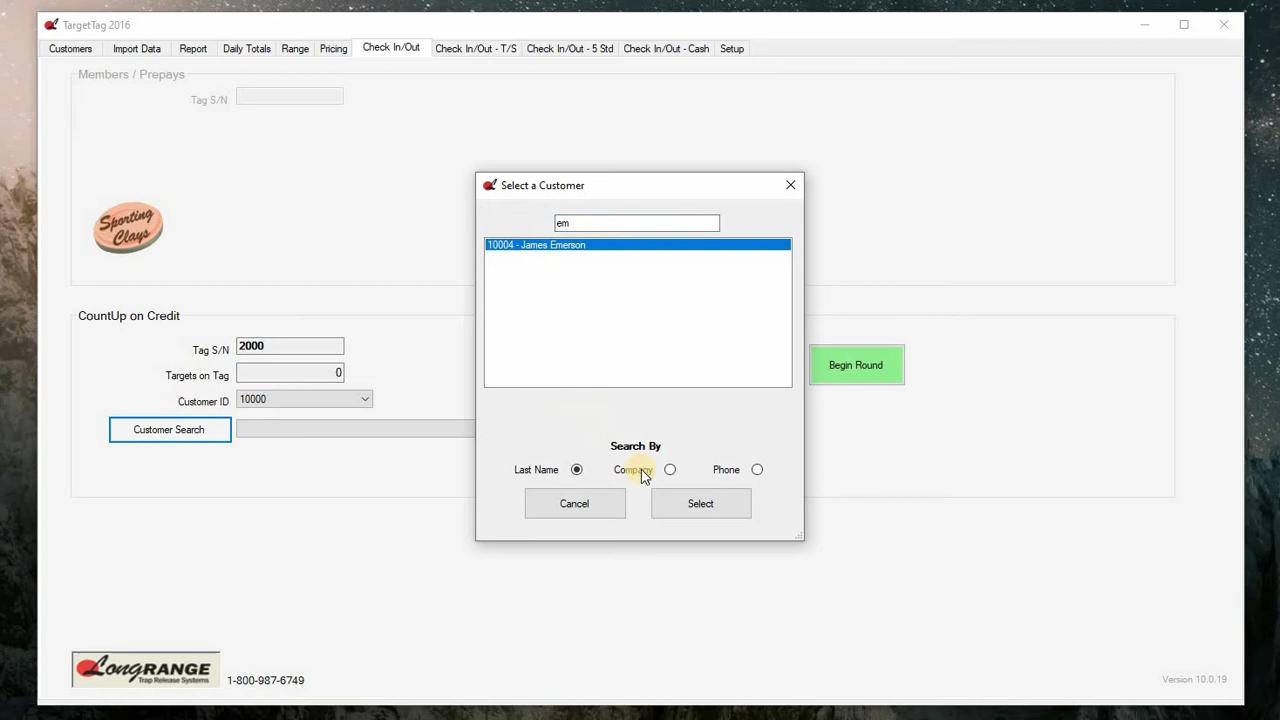 TargetTag 2016
Customers Import Data Report Daily Totals Range Pricing Check In/Out Check In/Out - T/S Check In/Out - 5 Std Check In/Out - Cash Setup
Members / Prepays
Tag S/N
Sporting
Clays
Select a Customer
em
10004 - James Emerson
CountUp on Credit
Tag S/N 2000
Targets on Tag 0
Customer ID 10000
Customer Search
Begin Round
Search By
Last Name Company Phone
Cancel Select
LongRANGE
Trap Release Systems
1-800-987-6749
Version 10.0.19